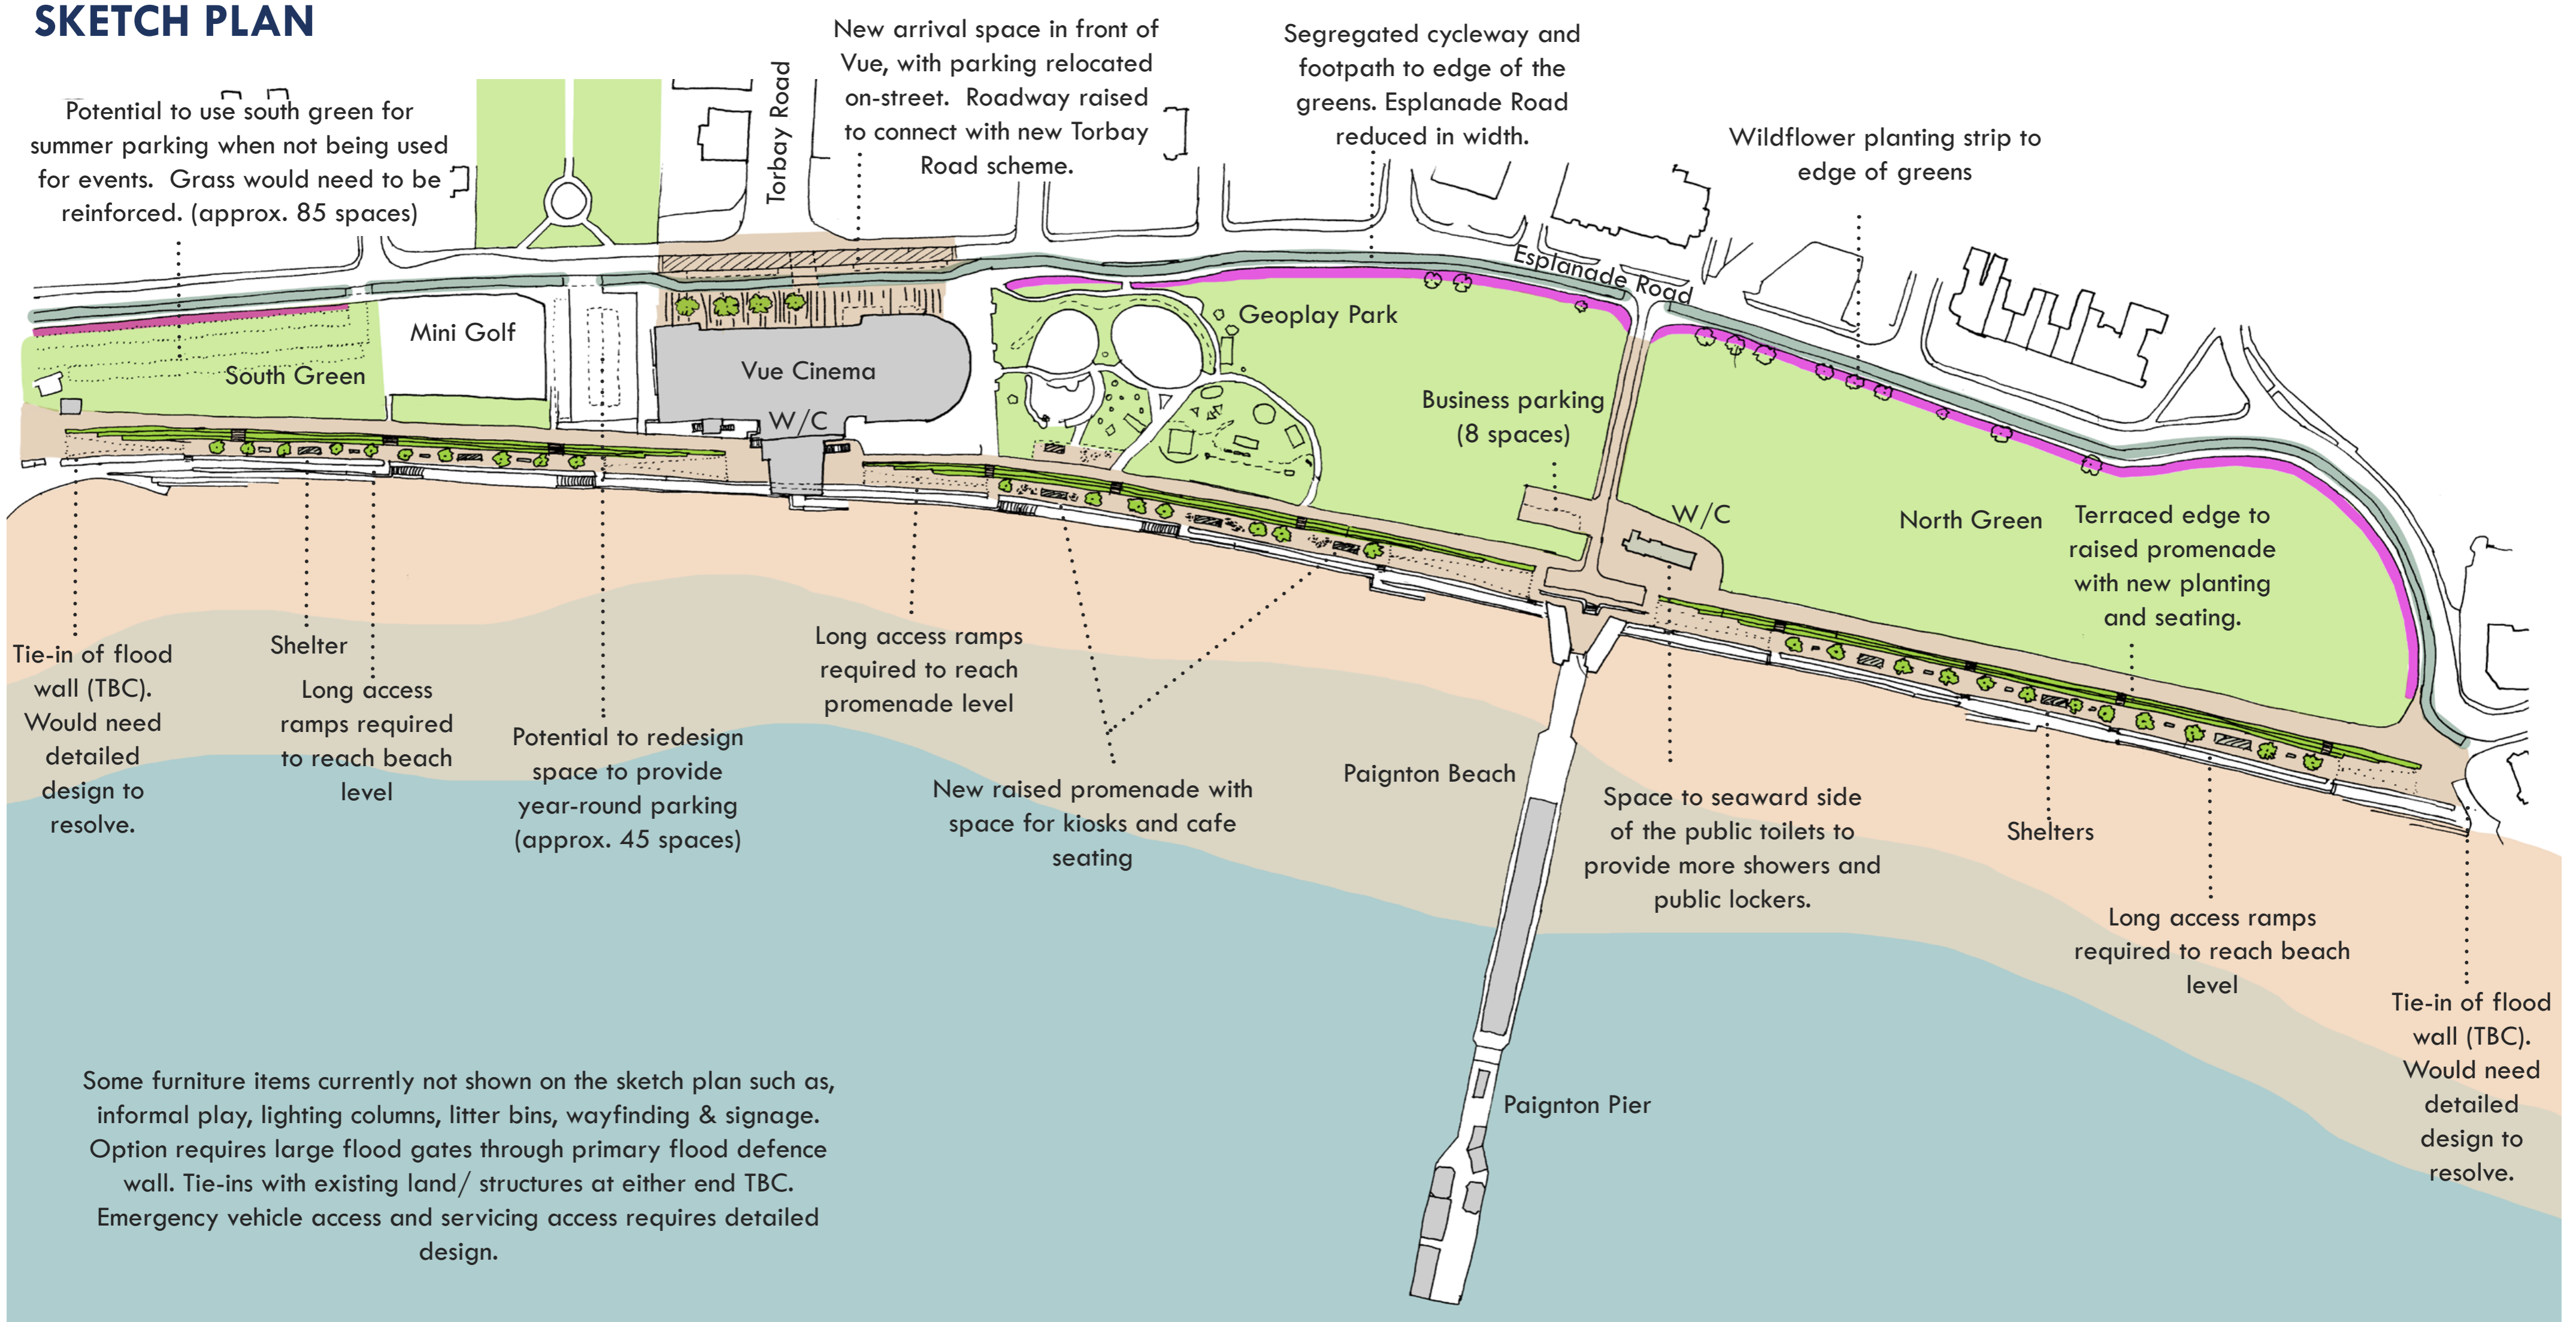 SKETCH PLAN
Potential to use south green for
summer parking when not being used
for events. Grass would need to be
reinforced. (approx. 85 spaces)
Torbay Road
New arrival space in front of
Vue, with parking relocated
on-street. Roadway raised
to connect with new Torbay
Road scheme.
Segregated cycleway and
footpath to edge of the
greens. Esplanade Road
reduced in width.
Wildflower planting strip to
edge of greens
Esplanade Road
Mini Golf
South Green
Vue Cinema
W/C
Geoplay Park
Business parking
(8 spaces)
W/C
North Green
Terraced edge to
raised promenade
with new planting
and seating.
Tie-in of flood
wall (TBC).
Would need
detailed
design to
resolve.
Shelter
Long access
ramps required
to reach beach
level
Potential to redesign
space to provide
year-round parking
(approx. 45 spaces)
Long access ramps
required to reach
promenade level
New raised promenade with
space for kiosks and cafe
seating
Paignton Beach
Space to seaward side
of the public toilets to
provide more showers and
public lockers.
Shelters
Long access ramps
required to reach beach
level
Tie-in of flood
wall (TBC).
Would need
detailed
design to
resolve.
Paignton Pier
Some furniture items currently not shown on the sketch plan such as,
informal play, lighting columns, litter bins, wayfinding & signage.
Option requires large flood gates through primary flood defence
wall. Tie-ins with existing land/ structures at either end TBC.
Emergency vehicle access and servicing access requires detailed
design.